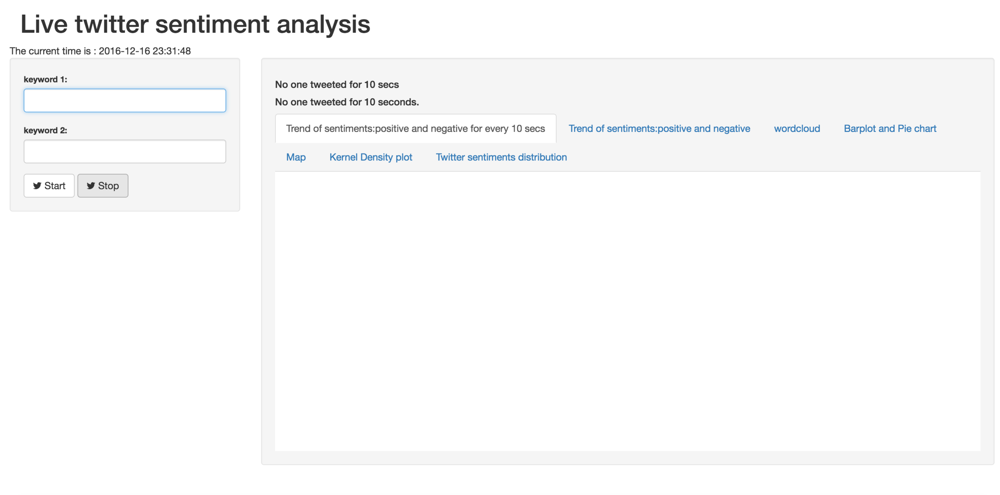 Live twitter sentiment analysis
The current time is : 2016-12-16 23:31:48
keyword 1:
keyword 2:
Start Stop
No one tweeted for 10 secs
No one tweeted for 10 seconds.
Trend of sentiments:positive and negative for every 10 secs Trend of sentiments:positive and negative wordcloud Barplot and Pie chart
Map Kernel Density plot Twitter sentiments distribution